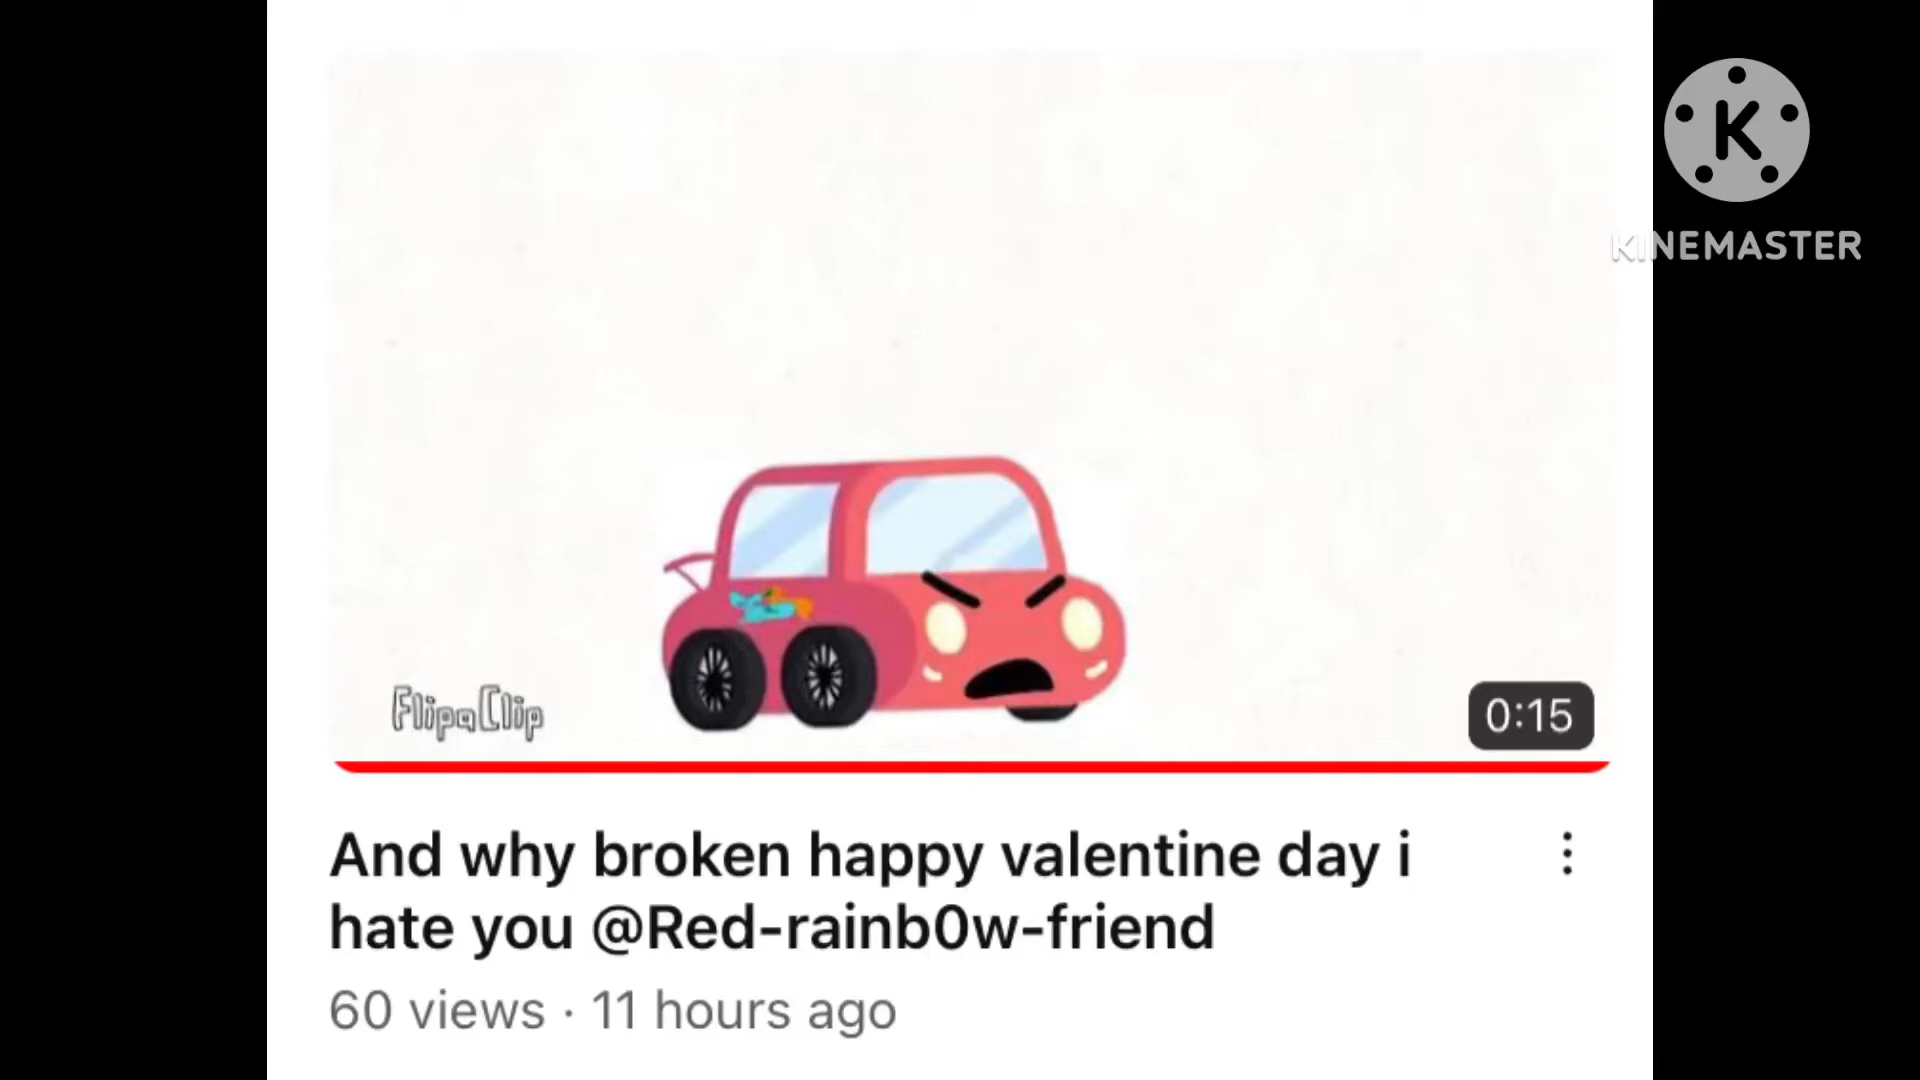 K
KINEMASTER
FlipaClip
0:15
And why broken happy valentine day i
hate you @Red-rainb0w-friend
60 views · 11 hours ago